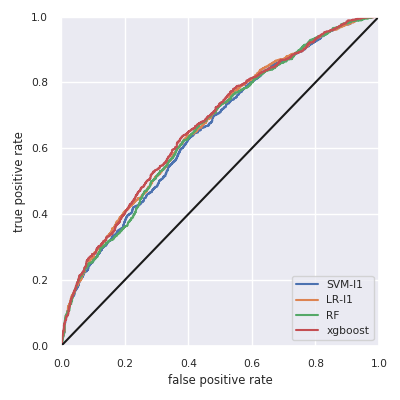 1.0
0.8
0.6
0.4
0.2
0.0
true positive rate
0.0 0.2 0.4 0.6 0.8 1.0
false positive rate
SVM-l1
LR-l1
RF
xgboost